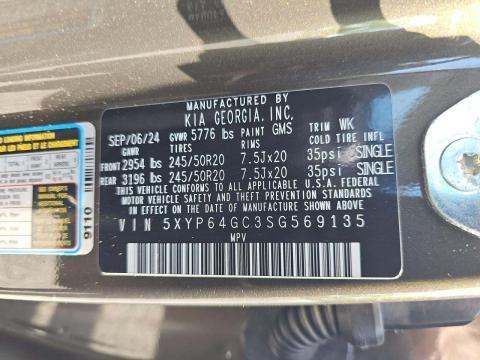 MANUFACTURED BY
KIA GEORGIA, INC.
SEP/06/24 GVWR 5776 lbs PAINT GMS TRIM WK
GAWR TIRES RIMS COLD TIRE INFL
FRONT 2954 lbs 245/50R20 7.5Jx20 35psi SINGLE
REAR 3196 lbs 245/50R20 7.5Jx20 35psi SINGLE
THIS VEHICLE CONFORMS TO ALL APPLICABLE U.S.A. FEDERAL
MOTOR VEHICLE SAFETY AND THEFT PREVENTION STANDARDS
IN EFFECT ON THE DATE OF MANUFACTURE SHOWN ABOVE.
VIN 5XYP64GC3SG569135
MPV
9110